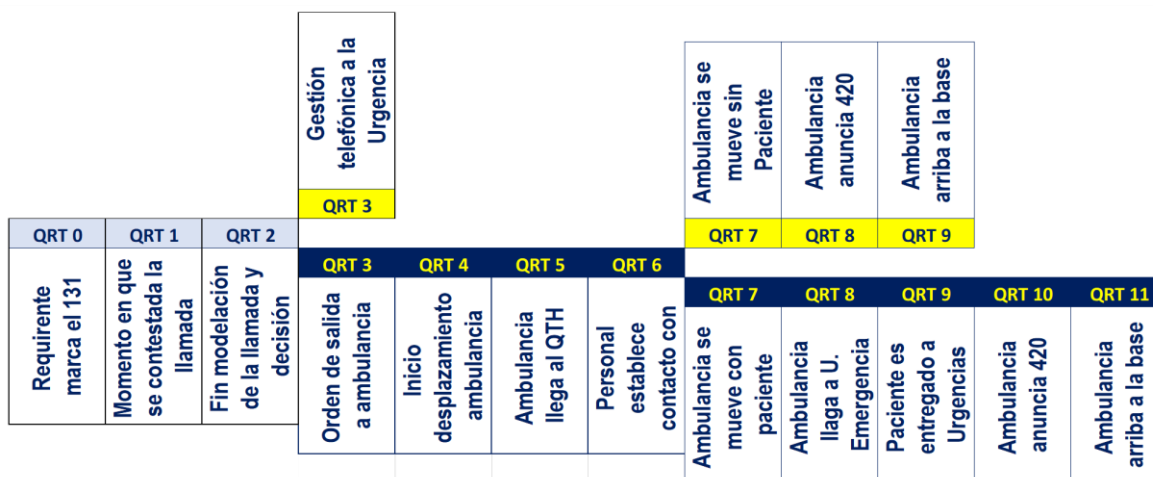 Gestión
telefónica a la
Urgencia
QRT 3
Ambulancia se
mueve sin
Paciente
Ambulancia
anuncia 420
Ambulancia
arriba a la base
QRT 7
QRT 8
QRT 9
QRT 0
QRT 1
QRT 2
Requirente
marca el 131
Momento en que
se contestada la
llamada
Fin modelación
de la llamada y
decisión
QRT 3
QRT 4
QRT 5
QRT 6
Orden de salida
a ambulancia
Inicio
desplazamiento
ambulancia
Ambulancia
llega al QTH
Personal
establece
contacto con
QRT 7
QRT 8
QRT 9
QRT 10
QRT 11
Ambulancia se
mueve con
paciente
Ambulancia
llaga a U.
Emergencia
Paciente es
entregado a
Urgencias
Ambulancia
anuncia 420
Ambulancia
arriba a la base